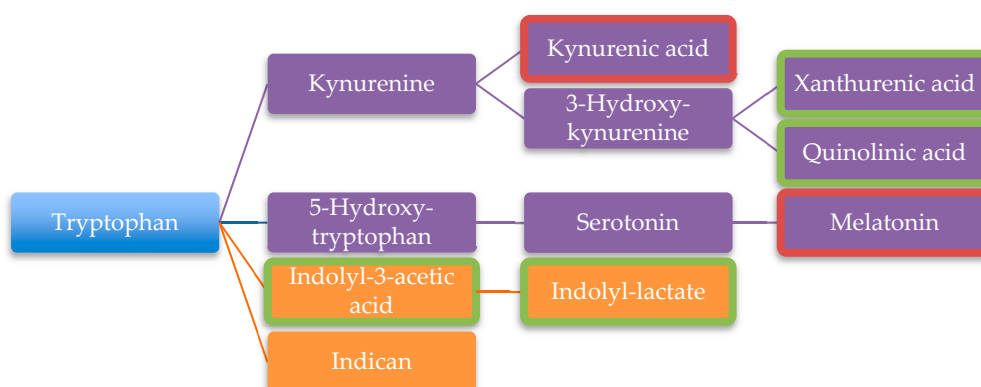 Kynurenic acid
Kynurenine
3-Hydroxy-
kynurenine
Xanthurenic acid
Quinolinic acid
Tryptophan
5-Hydroxy-
tryptophan
Serotonin
Melatonin
Indolyl-3-acetic
acid
Indolyl-lactate
Indican